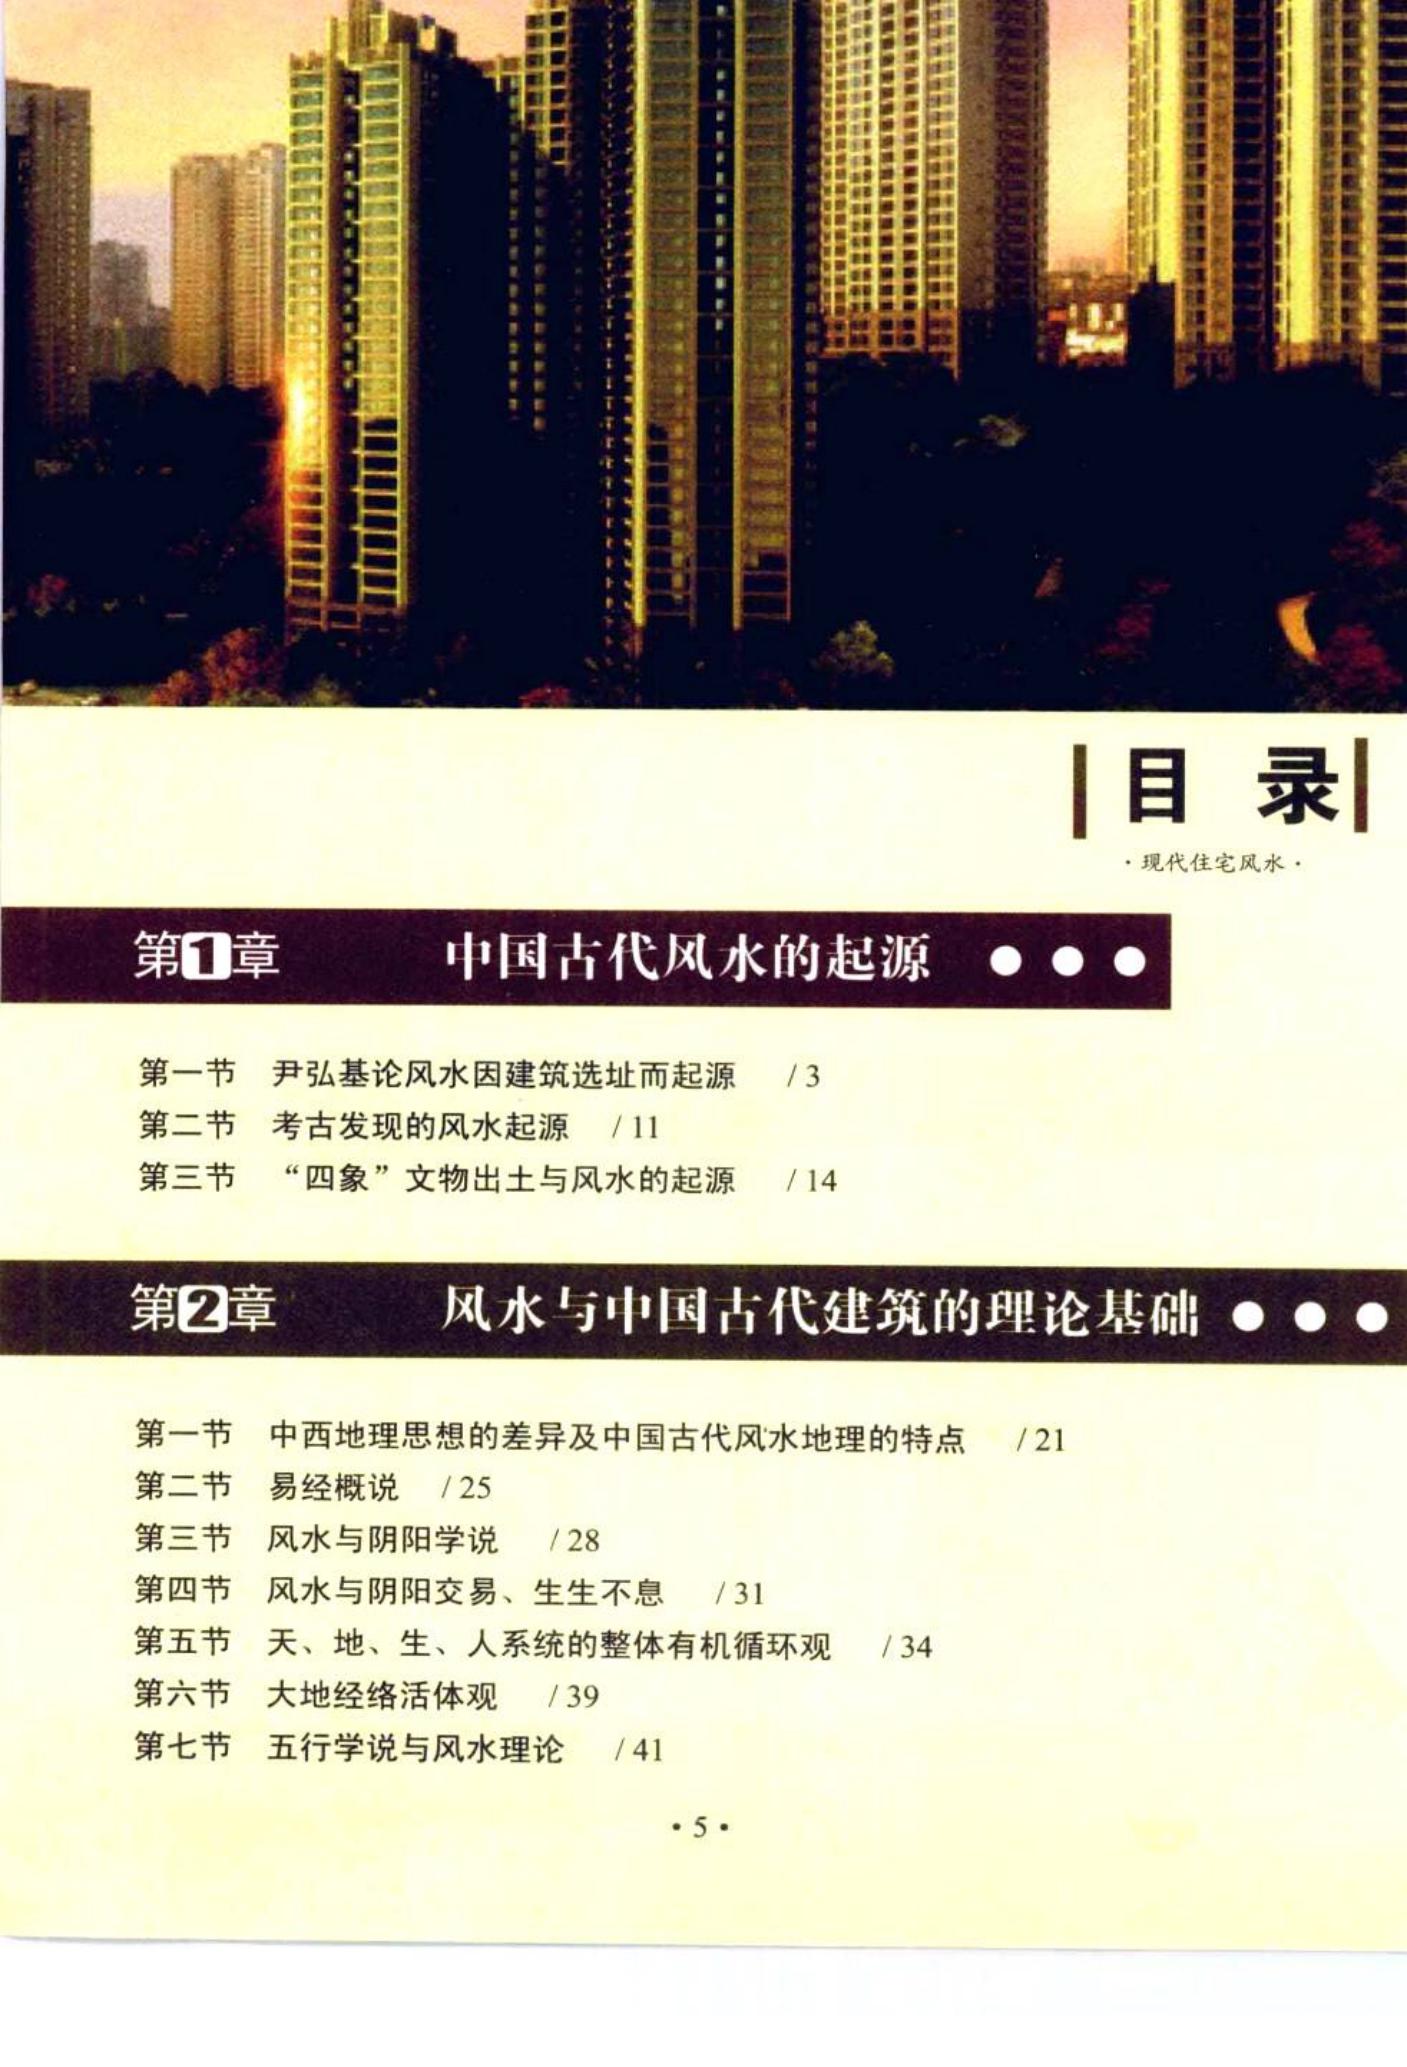 目 录
·现代住宅风水·
第1章 中国古代风水的起源 ●●●
第一节 尹弘基论风水因建筑选址而起源 / 3
第二节 考古发现的风水起源 / 11
第三节 “四象”文物出土与风水的起源 / 14
第2章 风水与中国古代建筑的理论基础 ●●●
第一节 中西地理思想的差异及中国古代风水地理的特点 / 21
第二节 易经概说 / 25
第三节 风水与阴阳学说 / 28
第四节 风水与阴阳交易、生生不息 / 31
第五节 天、地、生、人系统的整体有机循环观 / 34
第六节 大地经络活体观 / 39
第七节 五行学说与风水理论 / 41
· 5 ·